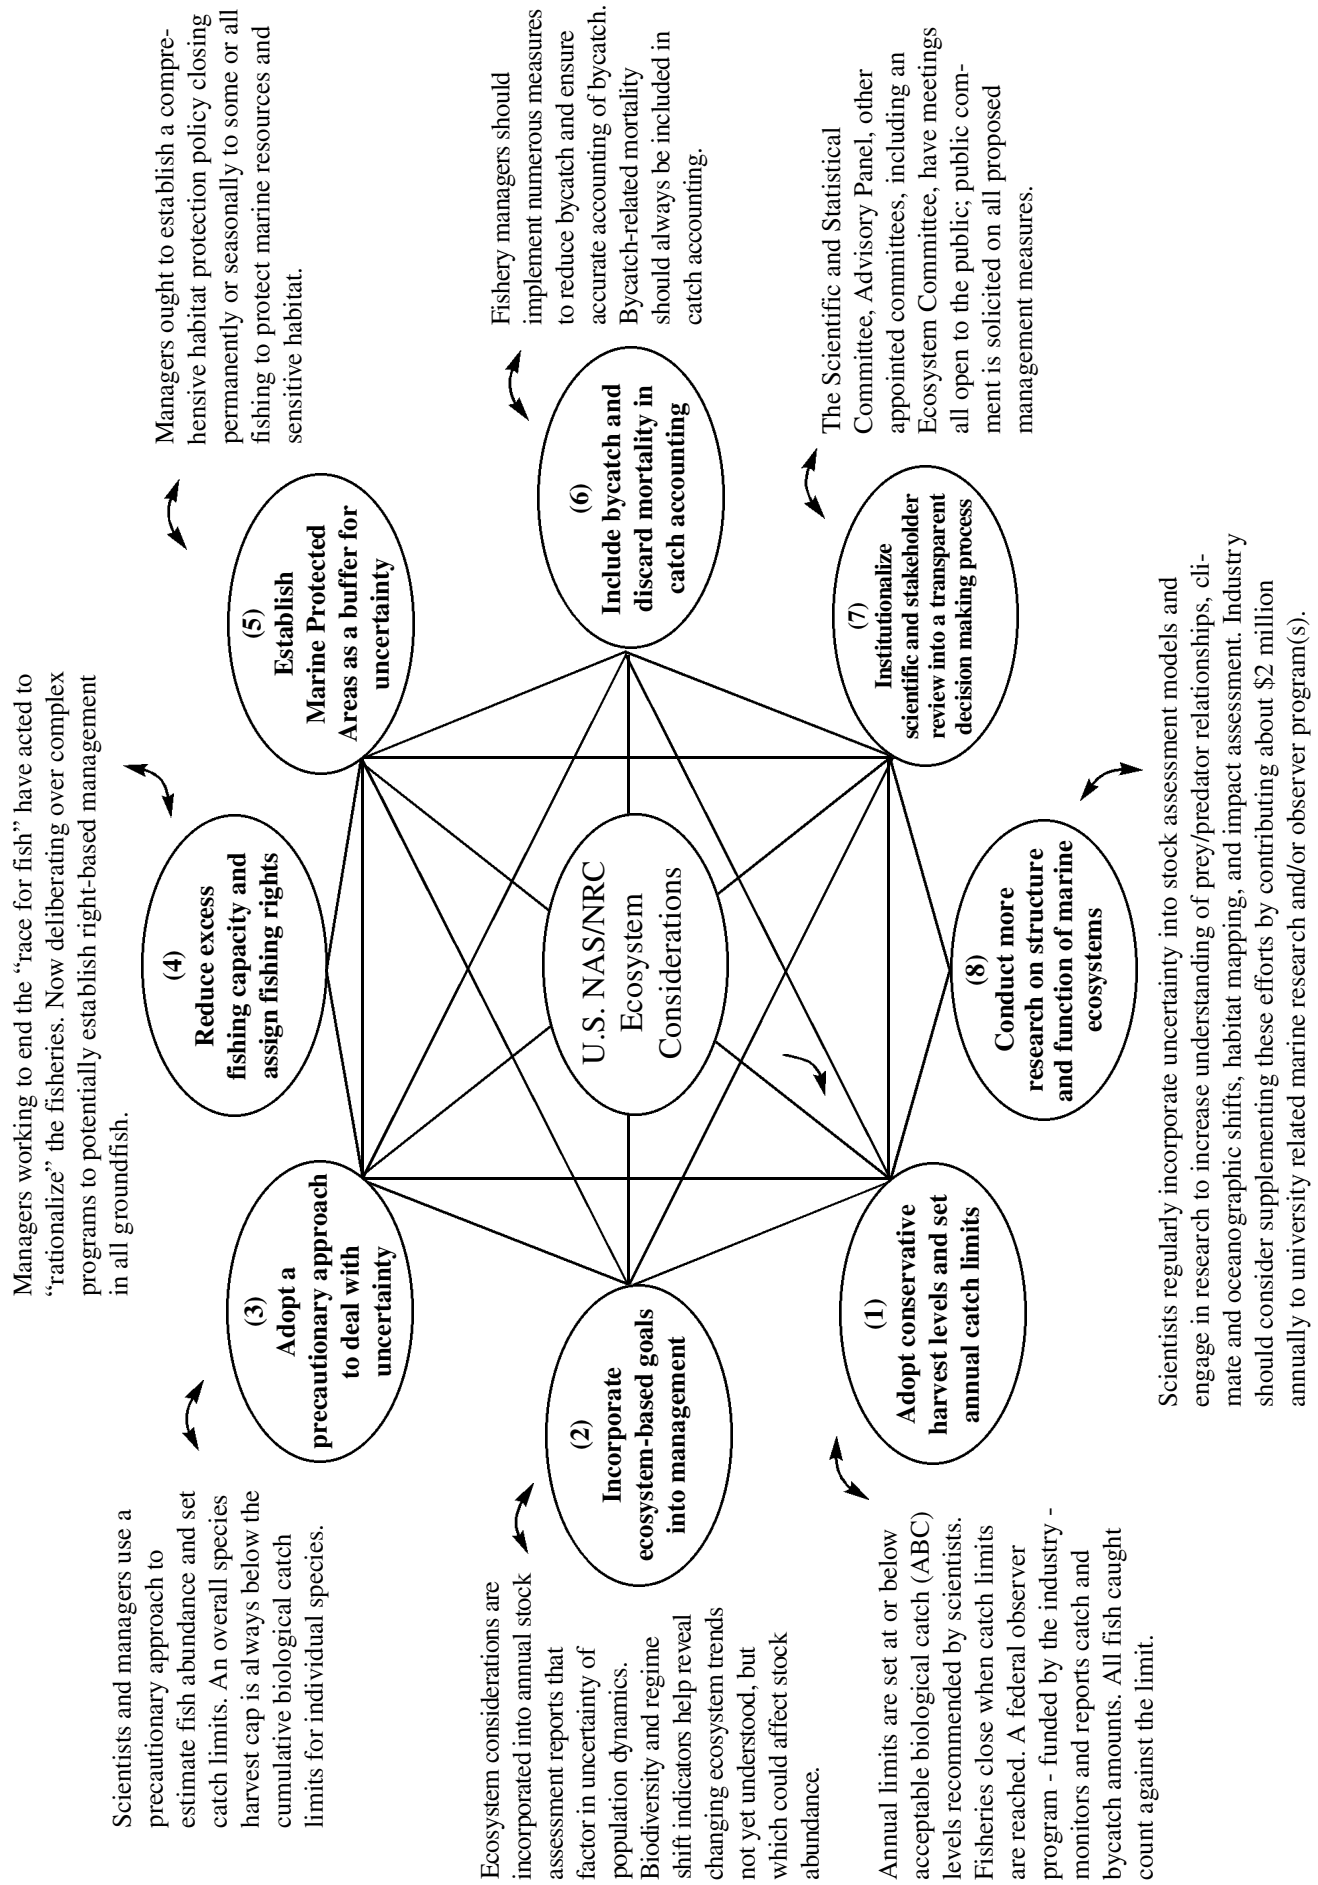 U.S. NAS/NRC
Ecosystem
Considerations
(1)
Adopt conservative
harvest levels and set
annual catch limits
Annual limits are set at or below
acceptable biological catch (ABC)
levels recommended by scientists.
Fisheries close when catch limits
are reached. A federal observer
program - funded by the industry -
monitors and reports catch and
bycatch amounts. All fish caught
count against the limit.
(2)
Incorporate
ecosystem-based goals
into management
Ecosystem considerations are
incorporated into annual stock
assessment reports that
factor in uncertainty of
population dynamics.
Biodiversity and regime
shift indicators help reveal
changing ecosystem trends
not yet understood, but
which could affect stock
abundance.
(3)
Adopt a
precautionary approach
to deal with
uncertainty
Scientists and managers use a
precautionary approach to
estimate fish abundance and set
catch limits. An overall species
harvest cap is always below the
cumulative biological catch
limits for individual species.
(4)
Reduce excess
fishing capacity and
assign fishing rights
Managers working to end the “race for fish” have acted to
“rationalize” the fisheries. Now deliberating over complex
programs to potentially establish right-based management
in all groundfish.
(5)
Establish
Marine Protected
Areas as a buffer for
uncertainty
Managers ought to establish a compre-
hensive habitat protection policy closing
permanently or seasonally to some or all
fishing to protect marine resources and
sensitive habitat.
(6)
Include bycatch and
discard mortality in
catch accounting
Fishery managers should
implement numerous measures
to reduce bycatch and ensure
accurate accounting of bycatch.
Bycatch-related mortality
should always be included in
catch accounting.
(7)
Institutionalize
scientific and stakeholder
review into a transparent
decision making process
The Scientific and Statistical
Committee, Advisory Panel, other
appointed committees, including an
Ecosystem Committee, have meetings
all open to the public; public com-
ment is solicited on all proposed
management measures.
(8)
Conduct more
research on structure
and function of marine
ecosystems
Scientists regularly incorporate uncertainty into stock assessment models and
engage in research to increase understanding of prey/predator relationships, cli-
mate and oceanographic shifts, habitat mapping, and impact assessment. Industry
should consider supplementing these efforts by contributing about $2 million
annually to university related marine research and/or observer program(s).